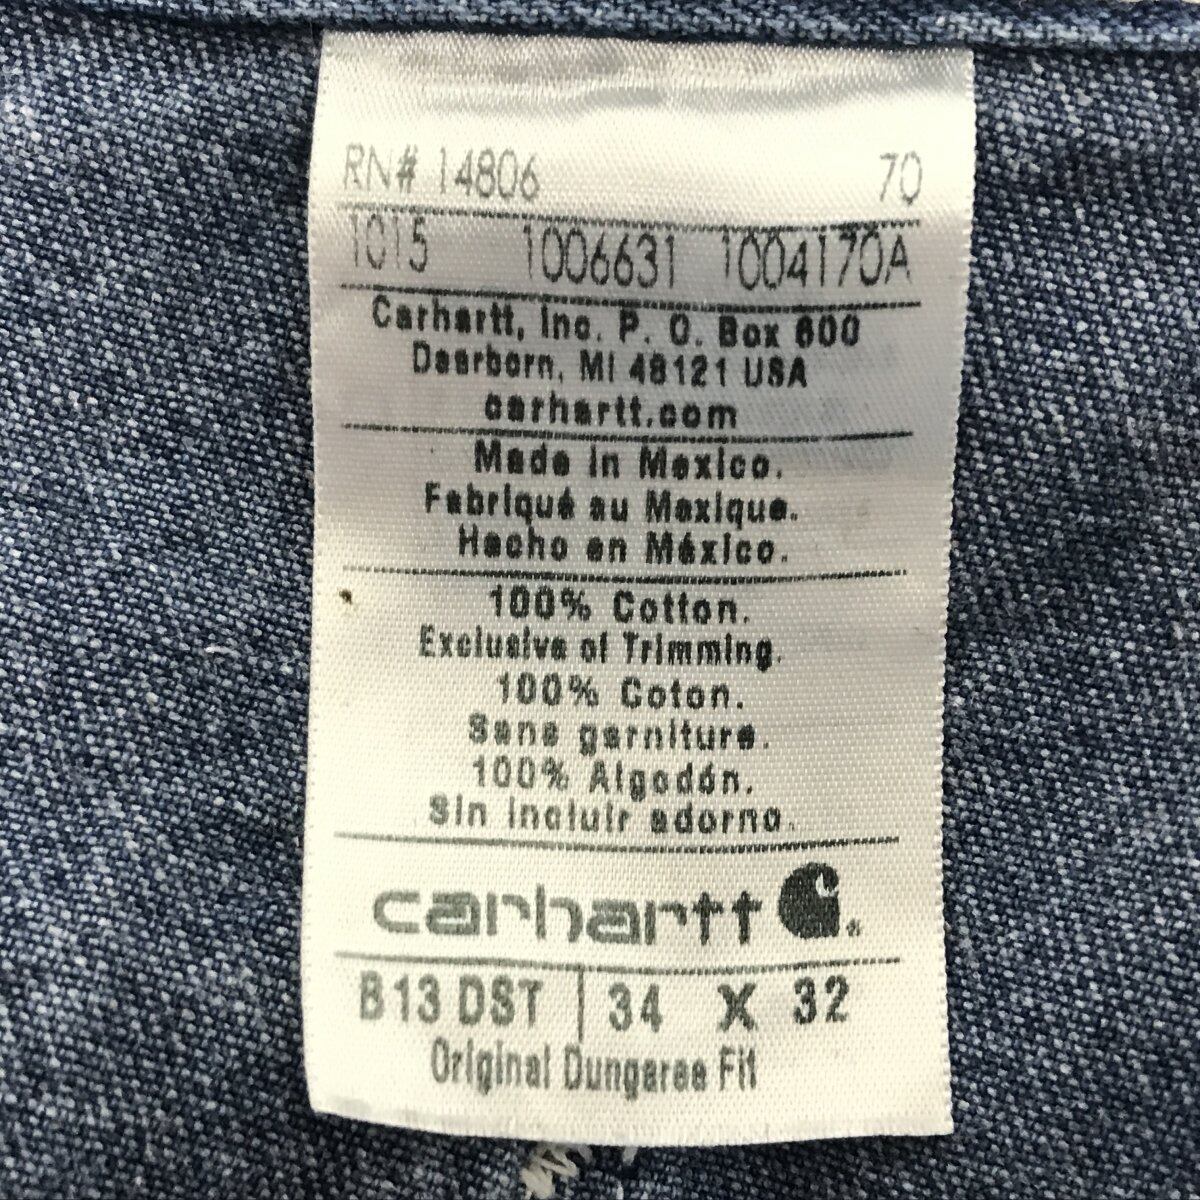 RN# 14806 70
1015 1006631 1004170A
Carhartt, Inc. P. O. Box 600
Dearborn, MI 48121 USA
carhartt.com
Made in Mexico.
Fabriqué au Mexique.
Hecho en México.
100% Cotton.
Exclusive of Trimming.
100% Coton.
Sans garniture.
100% Algodón.
Sin incluir adorno.
carhartt
B13 DST | 34 X 32
Original Dungaree Fit